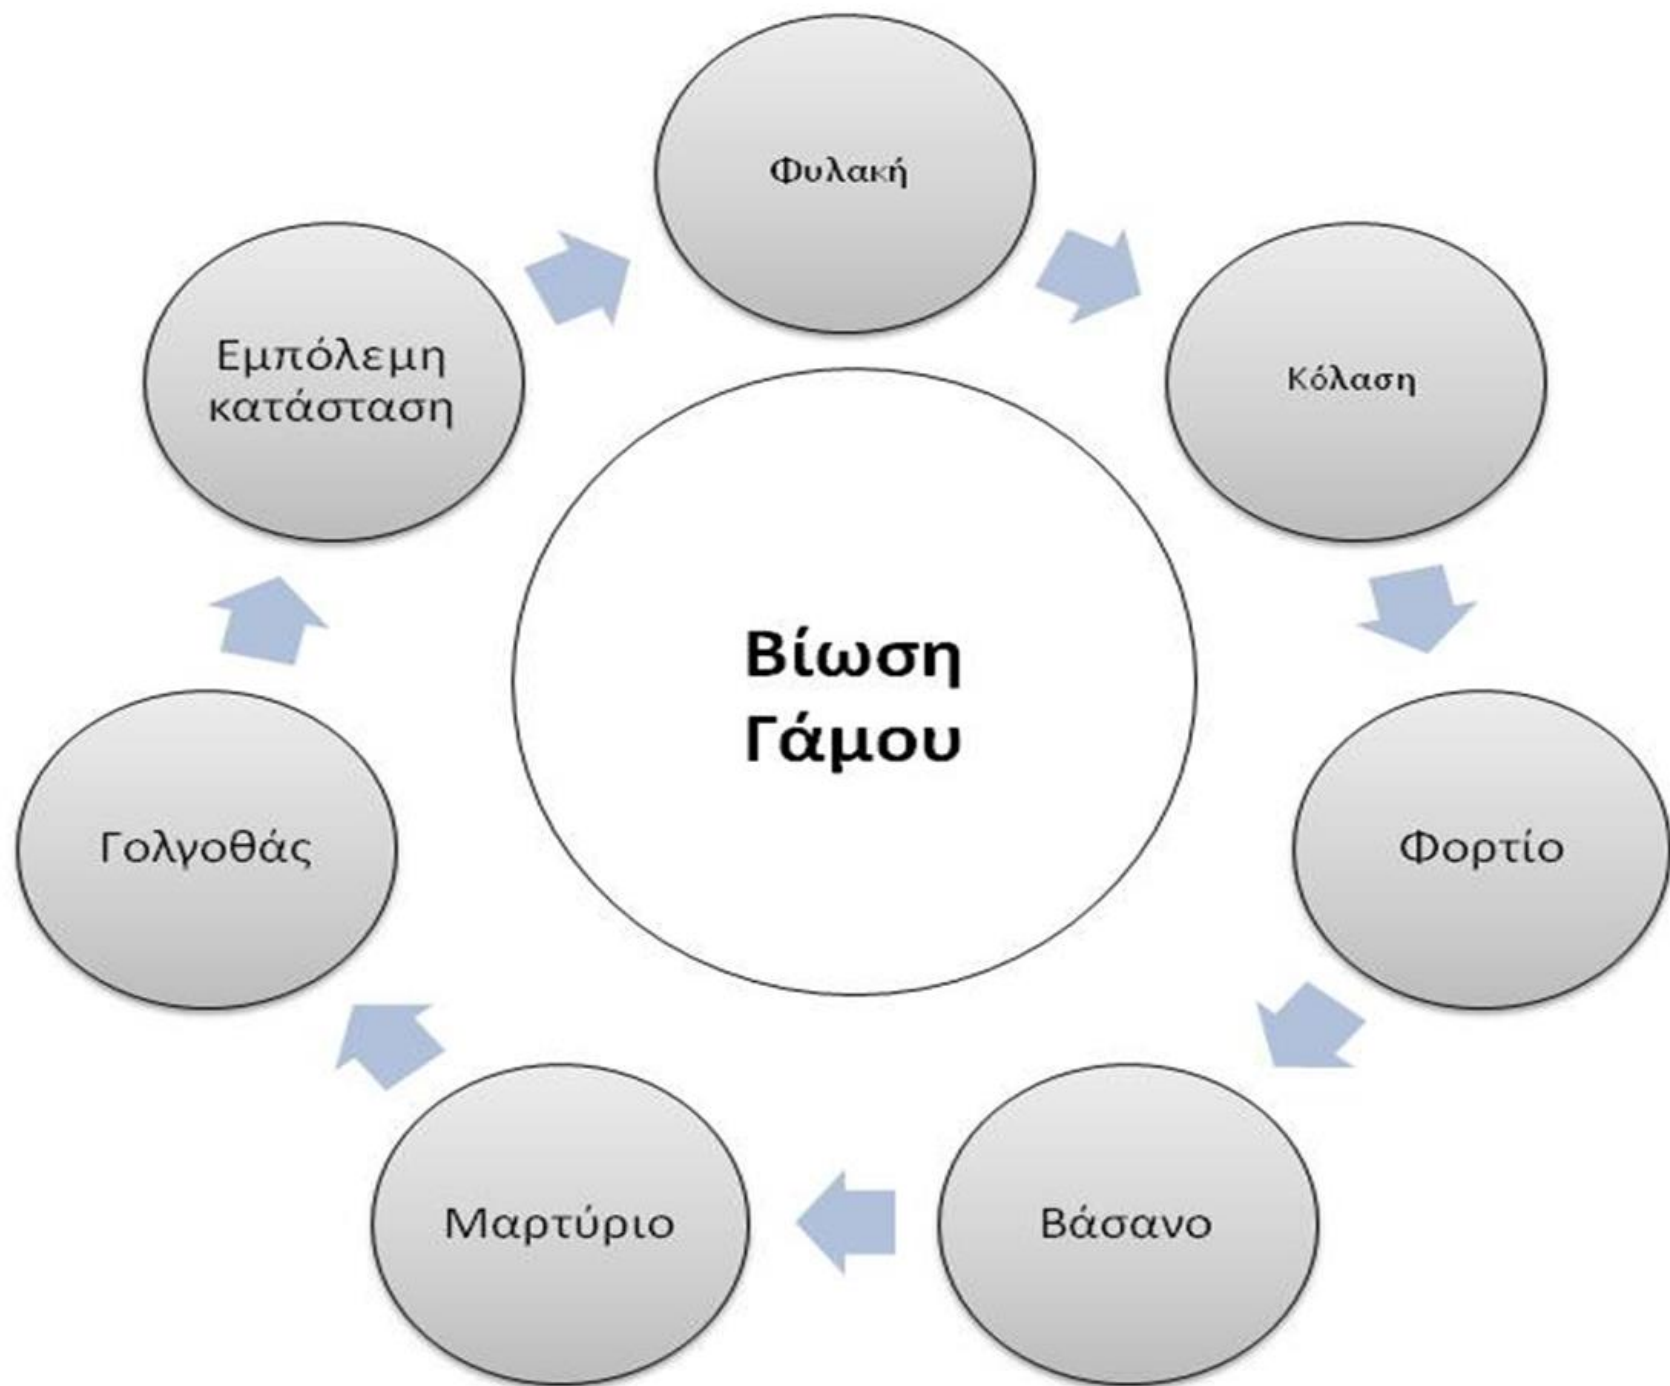 Φυλακή
Κόλαση
Φορτίο
Βάσανο
Μαρτύριο
Γολγοθάς
Εμπόλεμη
κατάσταση
Βίωση
Γάμου